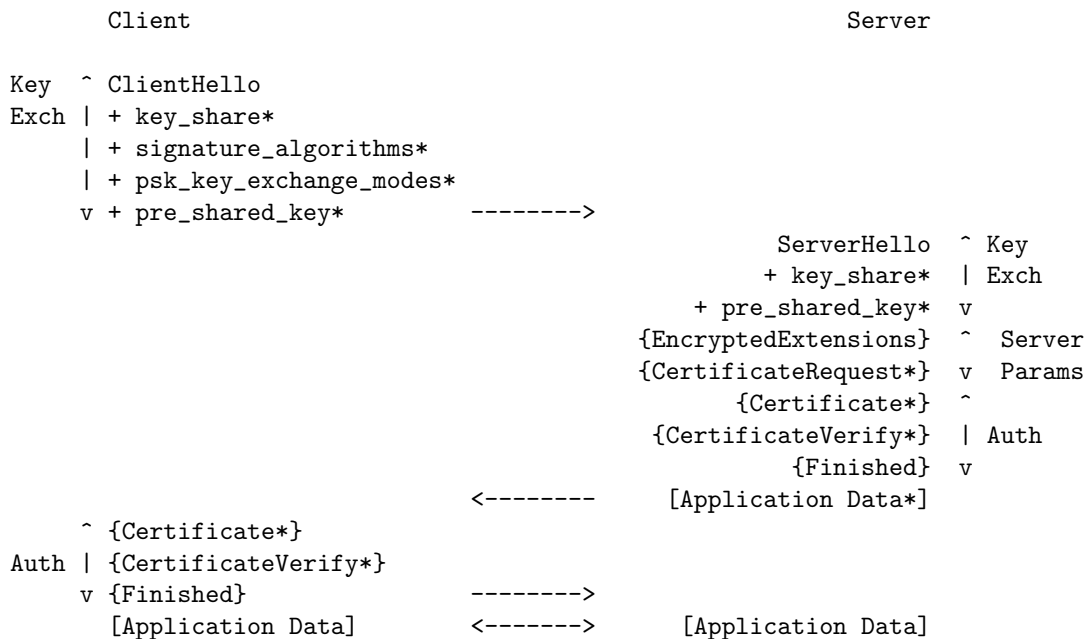 Client                                           Server

Key  ^ ClientHello
Exch | + key_share*
     | + signature_algorithms*
     | + psk_key_exchange_modes*
     v + pre_shared_key*       -------->
                                                  ServerHello  ^ Key
                                                 + key_share*  | Exch
                                            + pre_shared_key*  v
                                        {EncryptedExtensions}  ^  Server
                                        {CertificateRequest*}  v  Params
                                               {Certificate*}  ^
                                         {CertificateVerify*}  | Auth
                                                   {Finished}  v
                               <--------  [Application Data*]
     ^ {Certificate*}
Auth | {CertificateVerify*}
     v {Finished}              -------->
       [Application Data]      <------->  [Application Data]